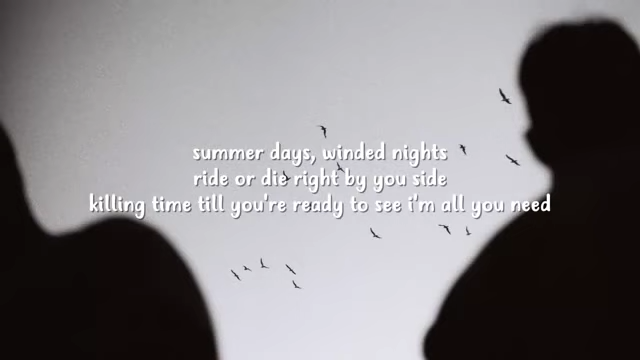 summer days, winded nights
ride or die right by you side
killing time till you're ready to see i'm all you need